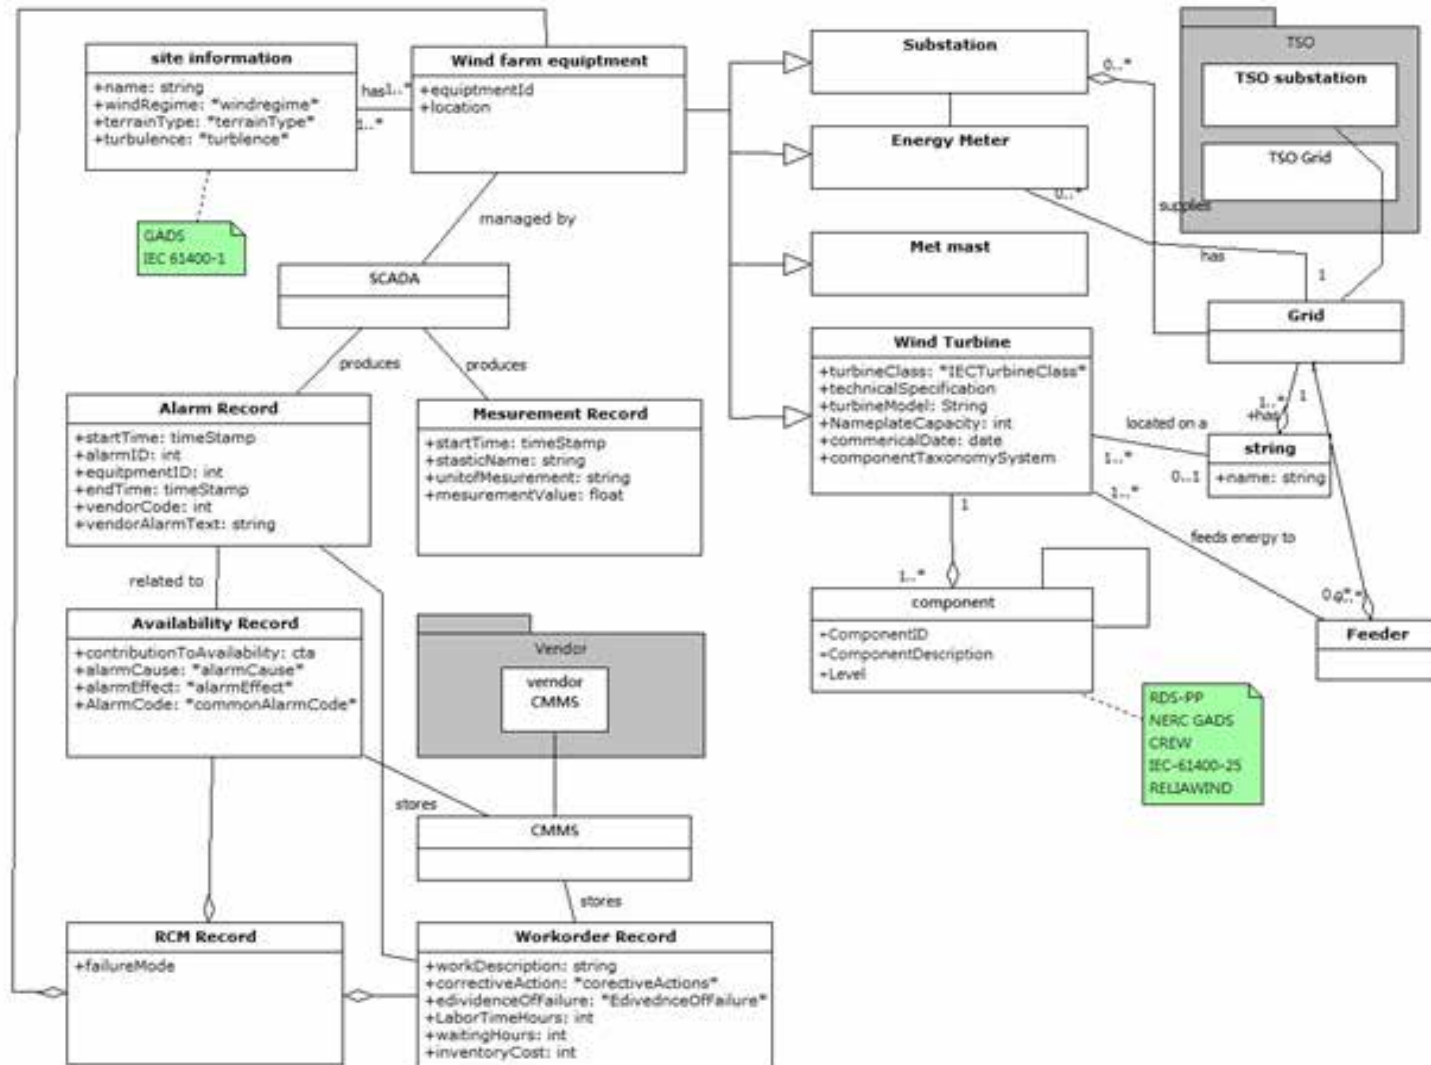 site information
+name: string
+windRegime: *windregime*
+terrainType: *terrainType*
+turbulence: *turblence*
has
1..*
1..*
Wind farm equiptment
+equiptmentId
+location
GADS
IEC 61400-1
managed by
SCADA
produces
produces
Alarm Record
+startTime: timeStamp
+alarmID: int
+equitpmentID: int
+endTime: timeStamp
+vendorCode: int
+vendorAlarmText: string
Mesurement Record
+startTime: timeStamp
+stasticName: string
+unitofMesurement: string
+mesurementValue: float
related to
Availability Record
+contributionToAvailability: cta
+alarmCause: *alarmCause*
+alarmEffect: *alarmEffect*
+AlarmCode: *commonAlarmCode*
Vendor
verndor
CMMS
stores
CMMS
stores
RCM Record
+failureMode
Workorder Record
+workDescription: string
+correctiveAction: *corectiveActions*
+edividenceOfFailure: *EdivednceOfFailure*
+LaborTimeHours: int
+waitingHours: int
+inventoryCost: int
Substation
0..*
Energy Meter
0..*
supplies
has
1
Met mast
TSO
TSO substation
TSO Grid
Grid
Wind Turbine
+turbineClass: *IECTurbineClass*
+technicalSpecification
+turbineModel: String
+NameplateCapacity: int
+commericalDate: date
+componentTaxonomySystem
located on a
1..*
0..1
1..*
+has
1
string
+name: string
1..*
feeds energy to
Feeder
1
1..*
component
+ComponentID
+ComponentDescription
+Level
RDS-PP
NERC GADS
CREW
IEC-61400-25
RELIAWIND